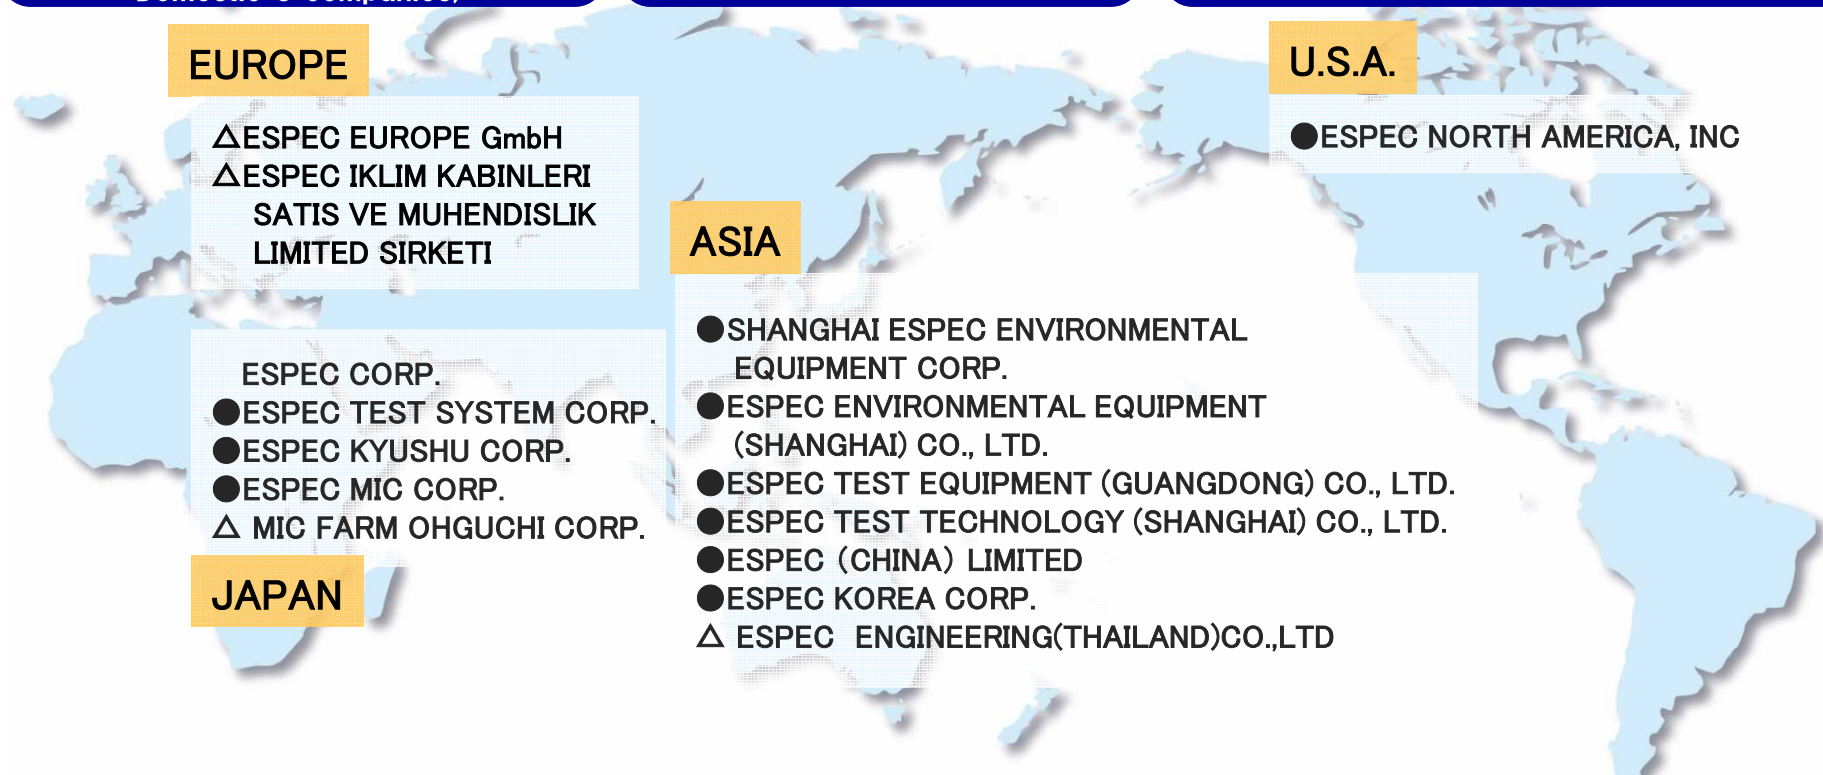 EUROPE
△ESPEC EUROPE GmbH
△ESPEC IKLIM KABINLERI
SATIS VE MUHENDISLIK
LIMITED SIRKETI
U.S.A.
●ESPEC NORTH AMERICA, INC
ASIA
●SHANGHAI ESPEC ENVIRONMENTAL
EQUIPMENT CORP.
●ESPEC ENVIRONMENTAL EQUIPMENT
(SHANGHAI) CO., LTD.
●ESPEC TEST EQUIPMENT (GUANGDONG) CO., LTD.
●ESPEC TEST TECHNOLOGY (SHANGHAI) CO., LTD.
●ESPEC (CHINA) LIMITED
●ESPEC KOREA CORP.
△ ESPEC ENGINEERING(THAILAND)CO.,LTD
ESPEC CORP.
●ESPEC TEST SYSTEM CORP.
●ESPEC KYUSHU CORP.
●ESPEC MIC CORP.
△ MIC FARM OHGUCHI CORP.
JAPAN